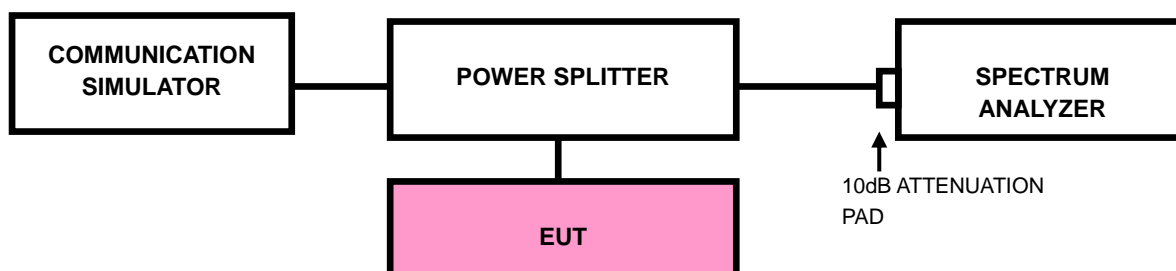 COMMUNICATION
SIMULATOR
POWER SPLITTER
SPECTRUM
ANALYZER
10dB ATTENUATION
PAD
EUT